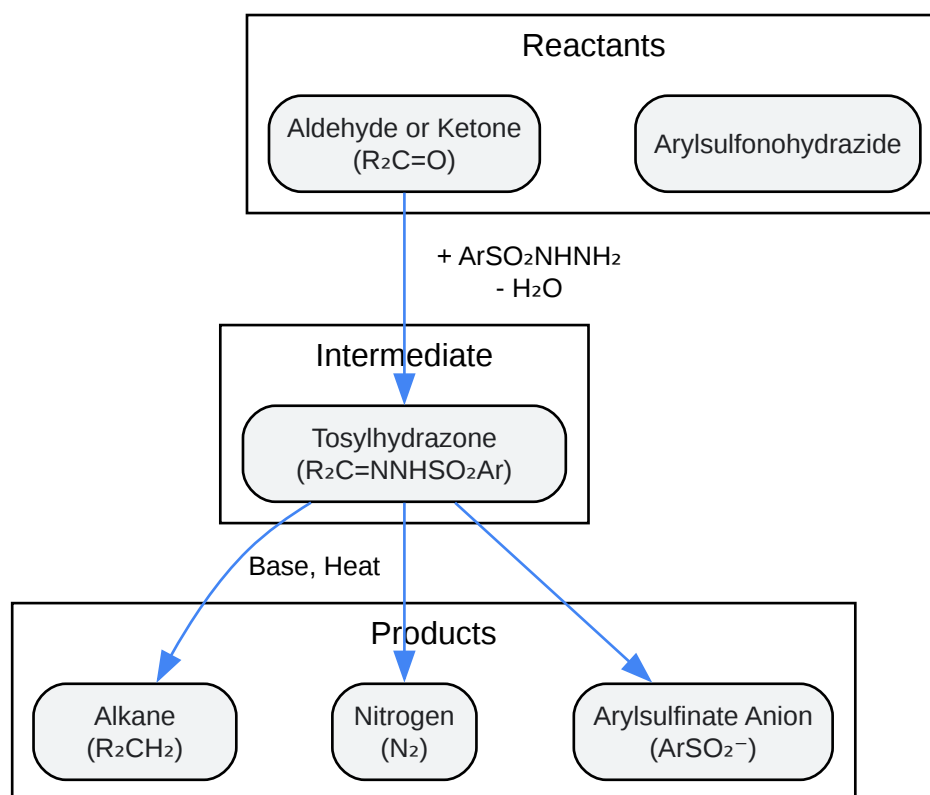 Reactants
Aldehyde or Ketone
(R₂C=O)
Arylsulfonohydrazide
+ ArSO₂NHNH₂
- H₂O
Intermediate
Tosylhydrazone
(R₂C=NNHSO₂Ar)
Base, Heat
Products
Alkane
(R₂CH₂)
Nitrogen
(N₂)
Arylsulfinate Anion
(ArSO₂⁻)